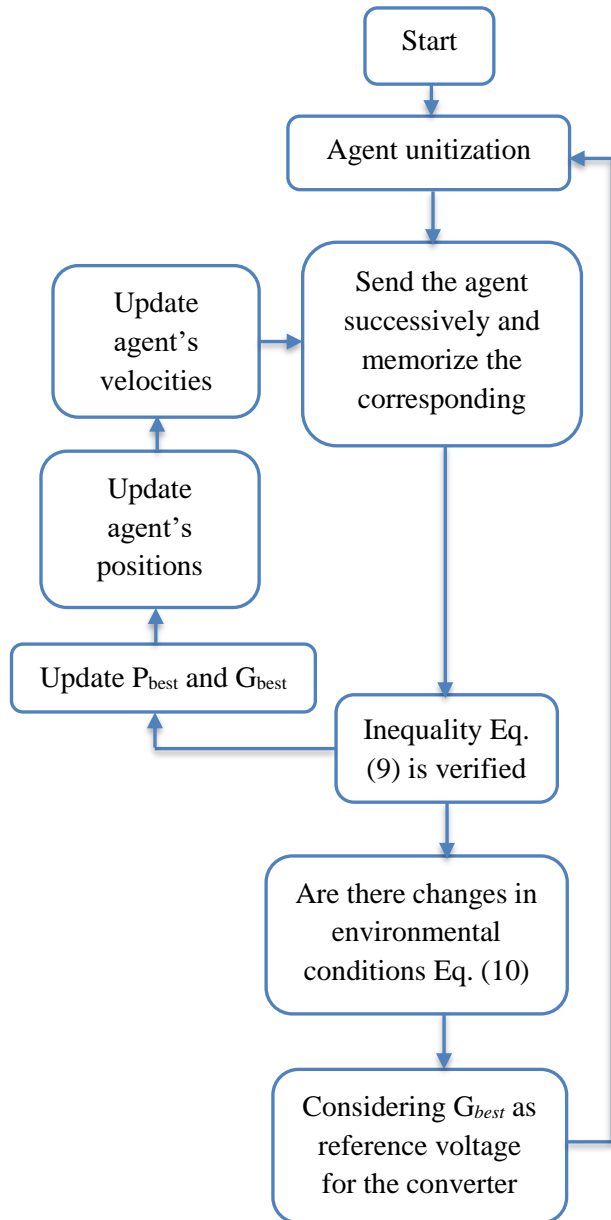 Start
Agent unitization
Send the agent
successively and
memorize the
corresponding
Update
agent’s
velocities
Update
agent’s
positions
Update Pbest and Gbest
Inequality Eq.
(9) is verified
Are there changes in
environmental
conditions Eq. (10)
Considering Gbest as
reference voltage
for the converter